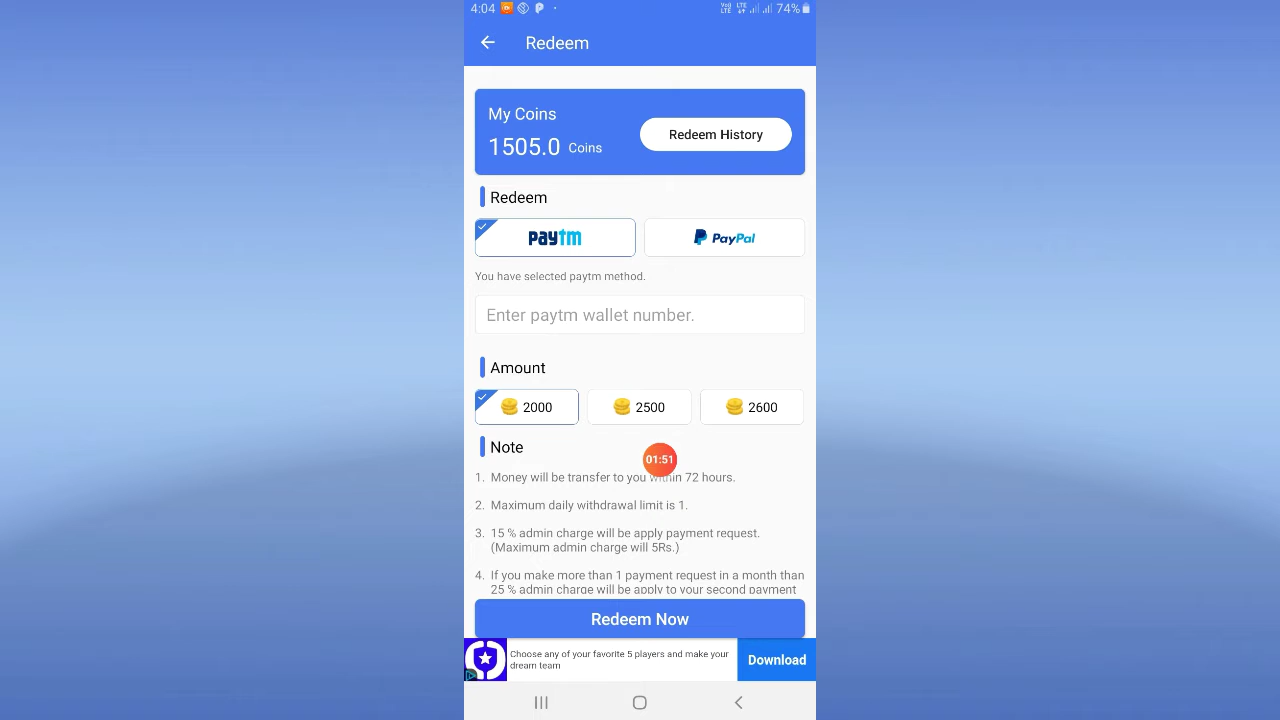 4:04 74%
Redeem
My Coins
1505.0 Coins
Redeem History
Redeem
paytm
PayPal
You have selected paytm method.
Enter paytm wallet number.
Amount
2000
2500
2600
Note
01:51
1. Money will be transfer to you within 72 hours.
2. Maximum daily withdrawal limit is 1.
3. 15 % admin charge will be apply payment request.
(Maximum admin charge will 5Rs.)
4. If you make more than 1 payment request in a month than
25 % admin charge will be apply to your second payment
Redeem Now
Choose any of your favorite 5 players and make your
dream team
Download